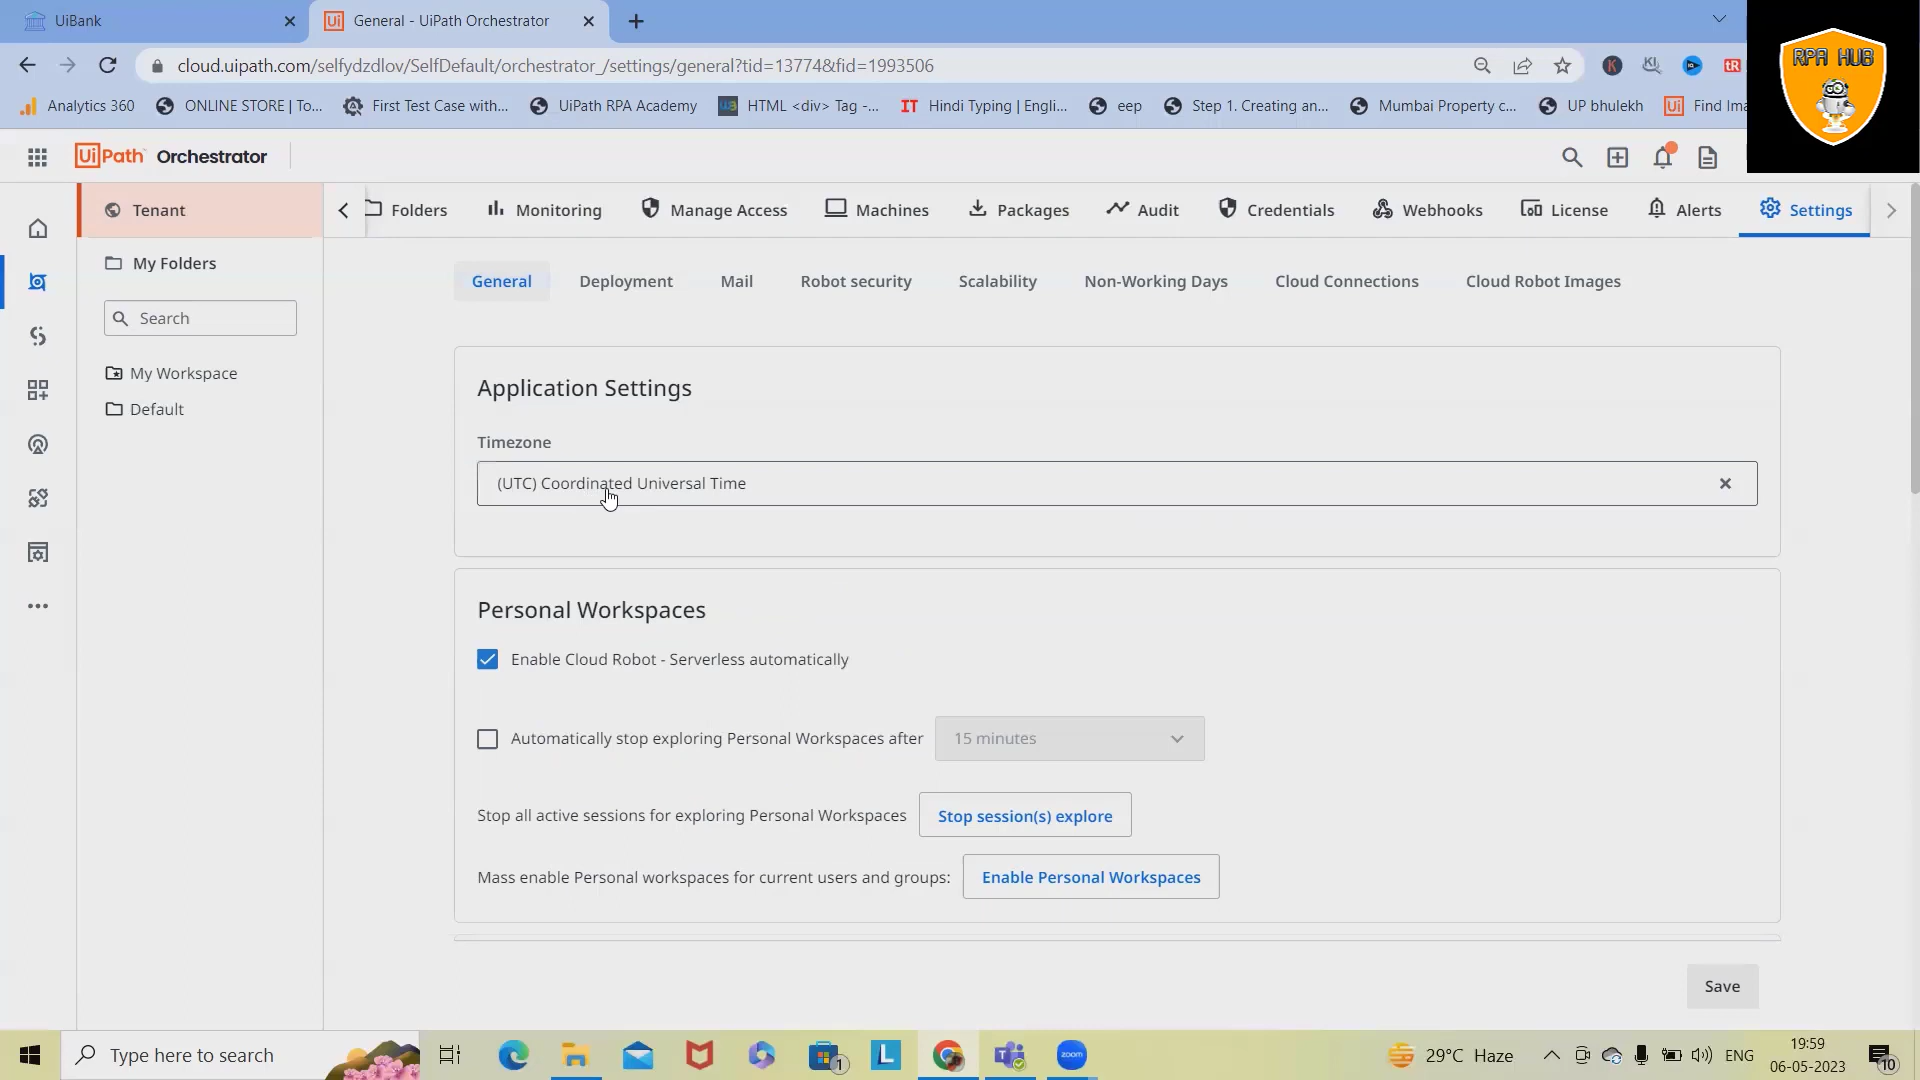 UiBank
General - UiPath Orchestrator
cloud.uipath.com/selfydzdlov/SelfDefault/orchestrator_/settings/general?tid=13774&fid=1993506
Analytics 360
ONLINE STORE | To...
First Test Case with...
UiPath RPA Academy
HTML <div> Tag -...
Hindi Typing | Engli...
eep
Step 1. Creating an...
Mumbai Property c...
UP bhulekh
Find Ima
RPA HUB
UiPath Orchestrator
Tenant
Folders
Monitoring
Manage Access
Machines
Packages
Audit
Credentials
Webhooks
License
Alerts
Settings
My Folders
Search
My Workspace
Default
General
Deployment
Mail
Robot security
Scalability
Non-Working Days
Cloud Connections
Cloud Robot Images
Application Settings
Timezone
(UTC) Coordinated Universal Time
Personal Workspaces
Enable Cloud Robot - Serverless automatically
Automatically stop exploring Personal Workspaces after
15 minutes
Stop all active sessions for exploring Personal Workspaces
Stop session(s) explore
Mass enable Personal workspaces for current users and groups:
Enable Personal Workspaces
Save
Type here to search
1
L
zoom
29°C Haze
ENG
19:59
06-05-2023
10